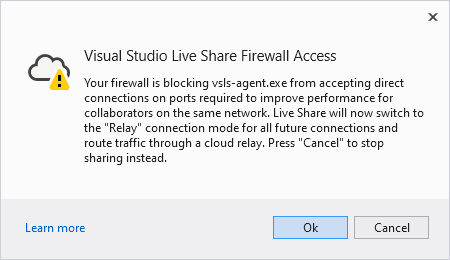 Visual Studio Live Share Firewall Access
Your firewall is blocking vsls-agent.exe from accepting direct
connections on ports required to improve performance for
collaborators on the same network. Live Share will now switch to
the "Relay" connection mode for all future connections and
route traffic through a cloud relay. Press "Cancel" to stop
sharing instead.
Learn more
Ok
Cancel